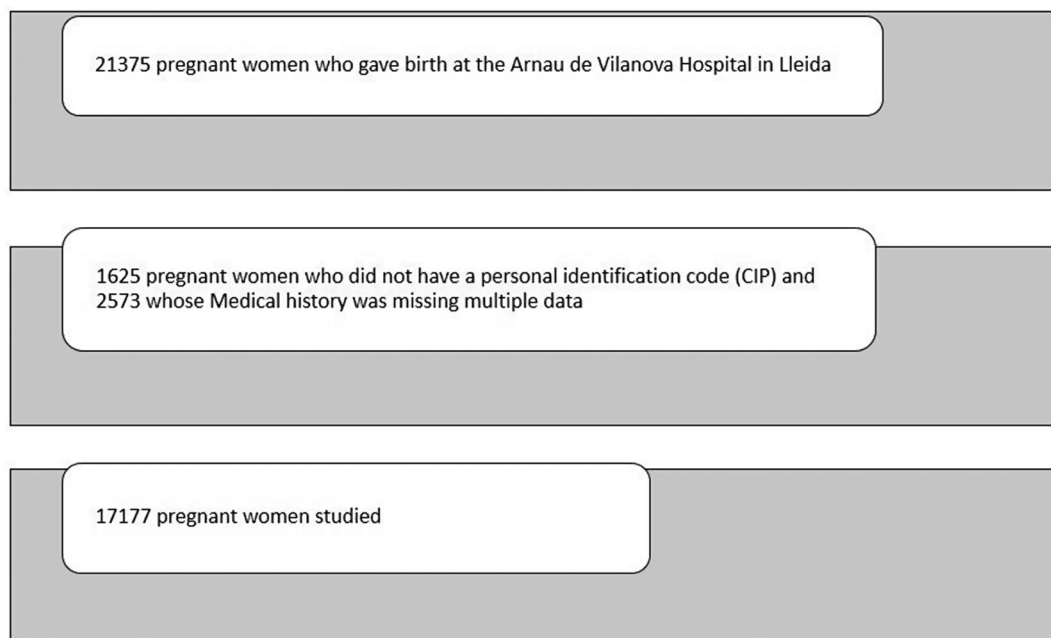 21375 pregnant women who gave birth at the Arnau de Vilanova Hospital in Lleida
1625 pregnant women who did not have a personal identification code (CIP) and
2573 whose Medical history was missing multiple data
17177 pregnant women studied